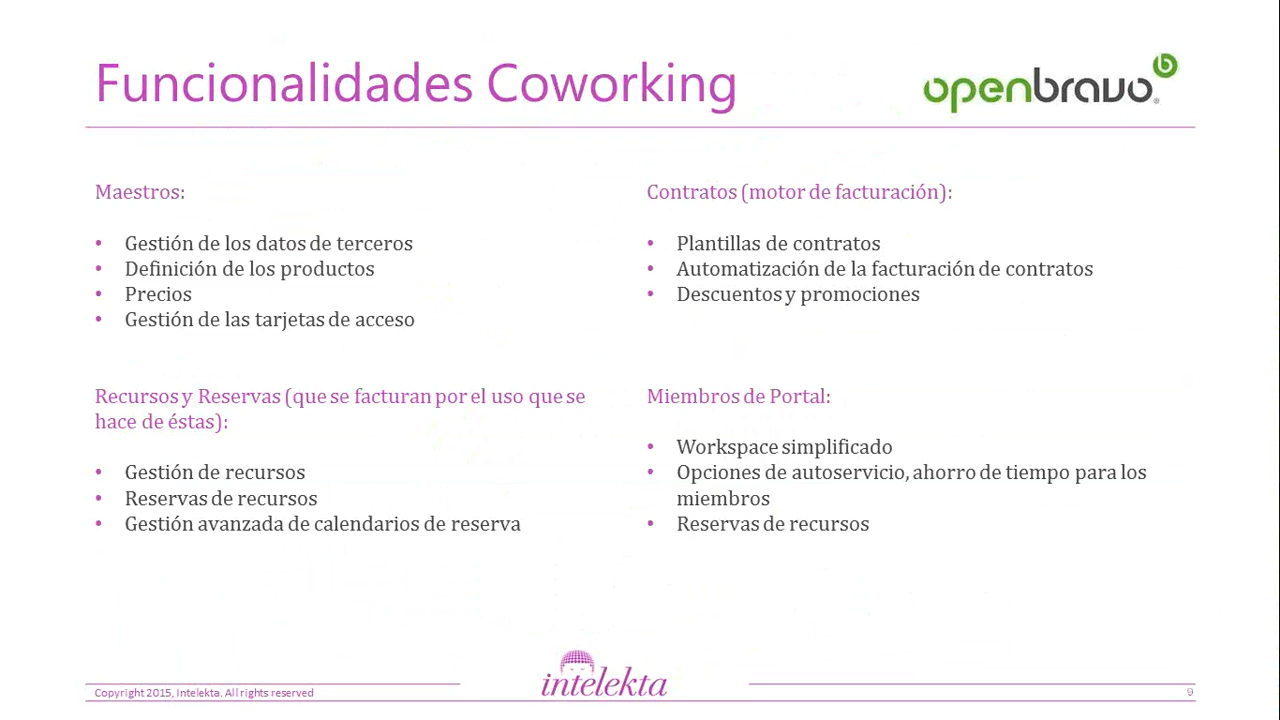 Funcionalidades Coworking
openbravo
Maestros:
• Gestión de los datos de terceros
• Definición de los productos
• Precios
• Gestión de las tarjetas de acceso
Contratos (motor de facturación):
• Plantillas de contratos
• Automatización de la facturación de contratos
• Descuentos y promociones
Recursos y Reservas (que se facturan por el uso que se
hace de éstas):
• Gestión de recursos
• Reservas de recursos
• Gestión avanzada de calendarios de reserva
Miembros de Portal:
• Workspace simplificado
• Opciones de autoservicio, ahorro de tiempo para los
miembros
• Reservas de recursos
Copyright 2015, Intelekta. All rights reserved
intelekta
9